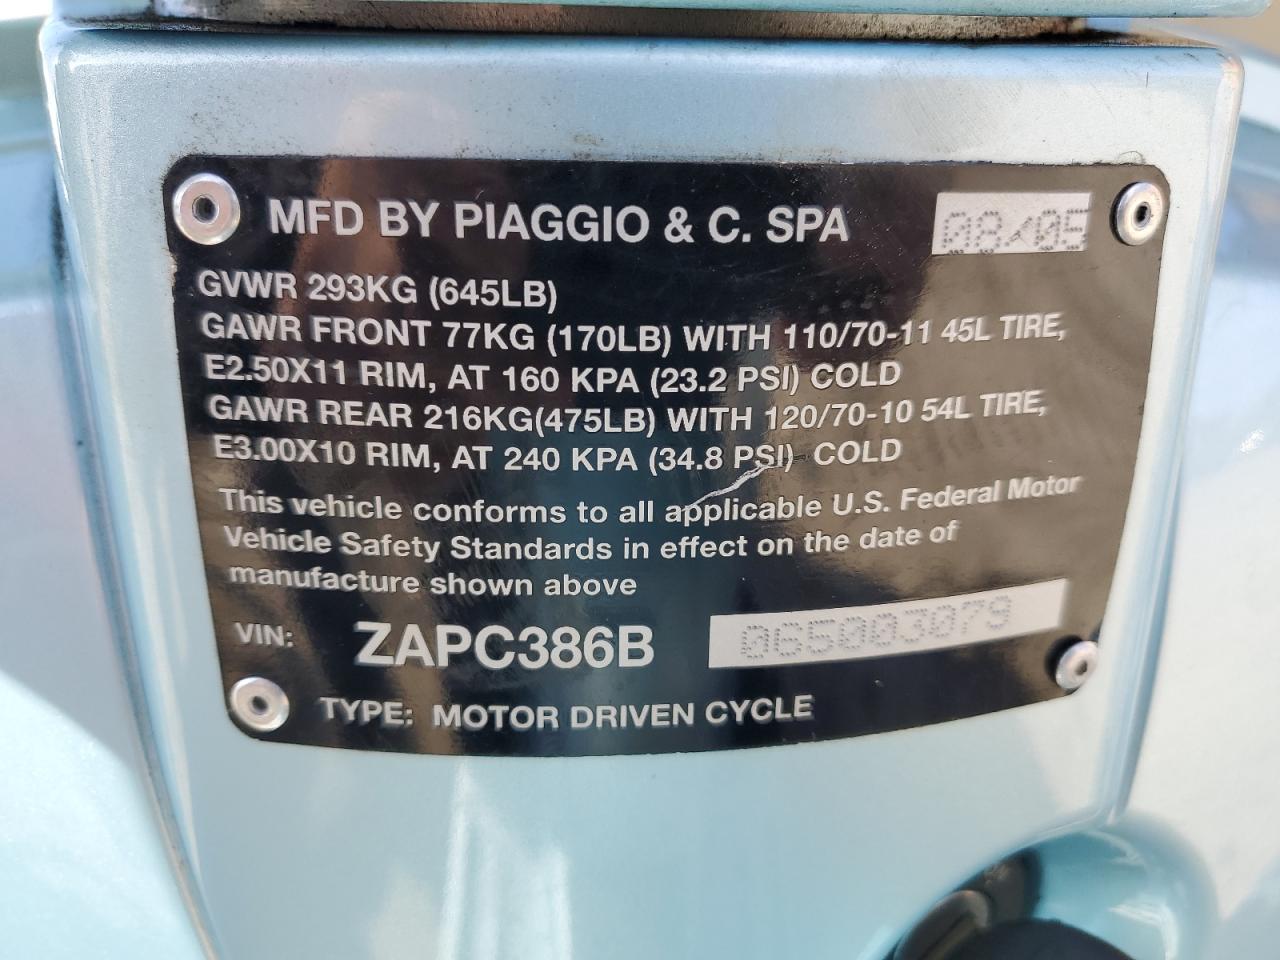 MFD BY PIAGGIO & C. SPA 08/05
GVWR 293KG (645LB)
GAWR FRONT 77KG (170LB) WITH 110/70-11 45L TIRE,
E2.50X11 RIM, AT 160 KPA (23.2 PSI) COLD
GAWR REAR 216KG(475LB) WITH 120/70-10 54L TIRE,
E3.00X10 RIM, AT 240 KPA (34.8 PSI) COLD
This vehicle conforms to all applicable U.S. Federal Motor
Vehicle Safety Standards in effect on the date of
manufacture shown above
VIN: ZAPC386B 065003079
TYPE: MOTOR DRIVEN CYCLE